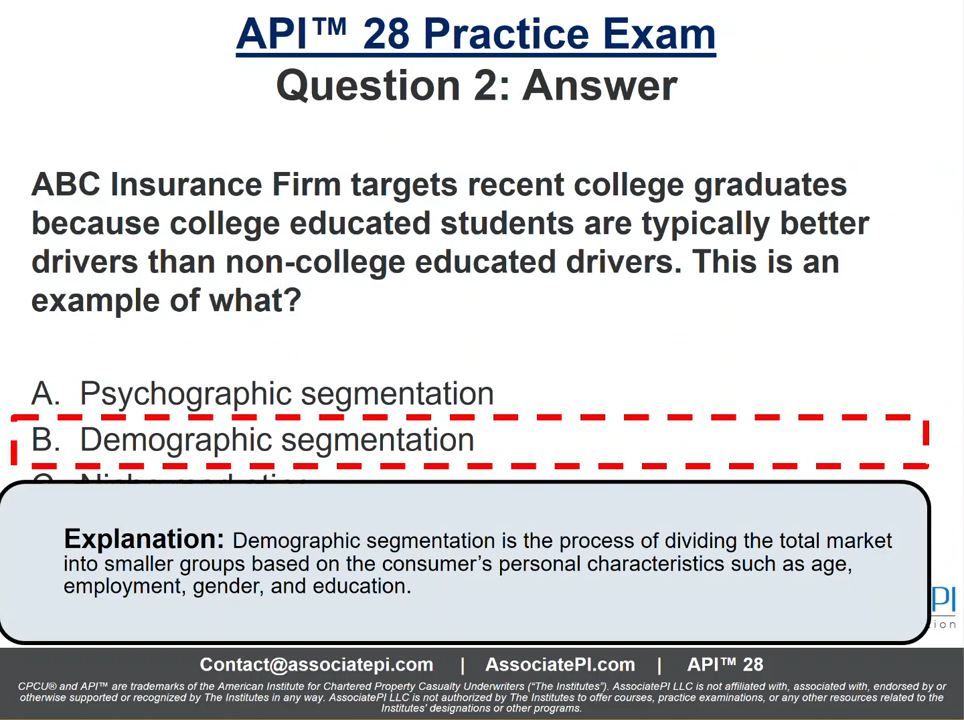 API™ 28 Practice Exam
Question 2: Answer
ABC Insurance Firm targets recent college graduates
because college educated students are typically better
drivers than non-college educated drivers. This is an
example of what?
A. Psychographic segmentation
B. Demographic segmentation
Explanation: Demographic segmentation is the process of dividing the total market
into smaller groups based on the consumer's personal characteristics such as age,
employment, gender, and education.
PI
Contact@associatepi.com | AssociatePI.com | API™ 28
CPCU® and API™ are trademarks of the American Institute for Chartered Property Casualty Underwriters ("The Institutes"). AssociatePI LLC is not affiliated with, associated with, endorsed by or
otherwise supported or recognized by The Institutes in any way. AssociatePI LLC is not authorized by The Institutes to offer courses, practice examinations, or any other resources related to the
Institutes' designations or other programs.